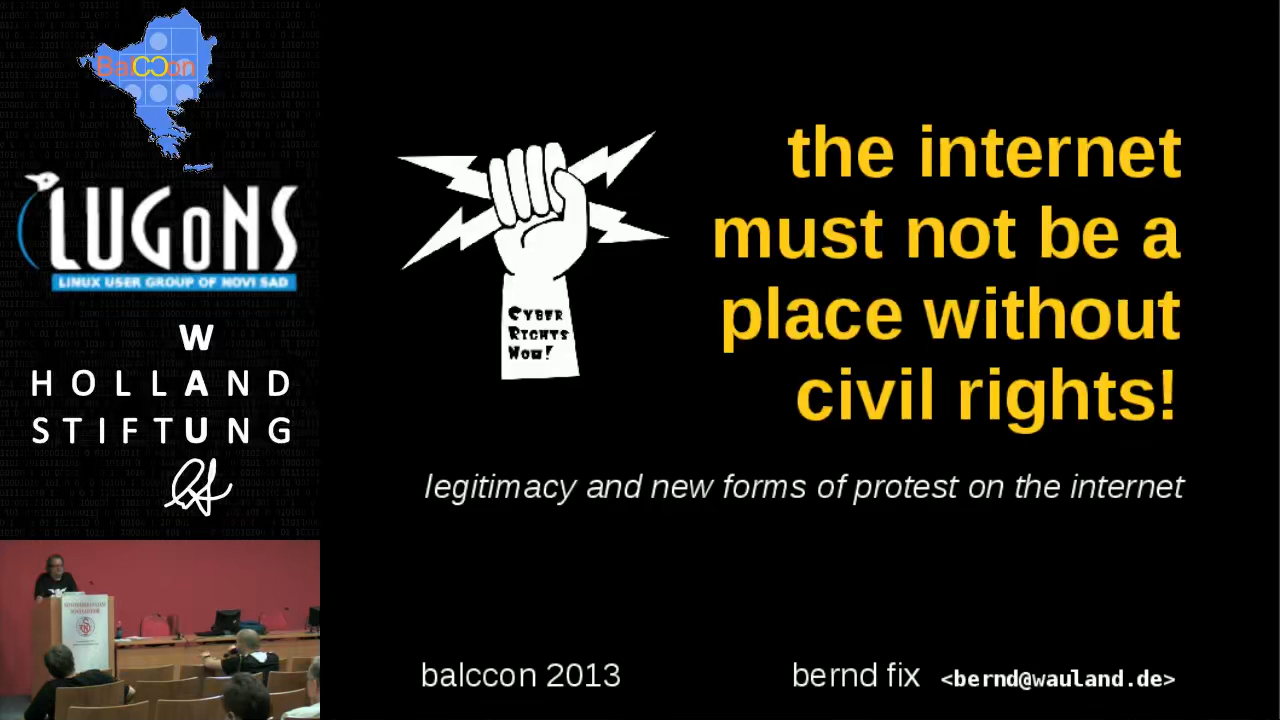 BalCCon
LUGoNS
LINUX USER GROUP OF NOVI SAD
W
HOLLAND
STIFTUNG
CYBER
RIGHTS
NOW!
the internet
must not be a
place without
civil rights!
legitimacy and new forms of protest on the internet
balccon 2013
bernd fix <bernd@wauland.de>